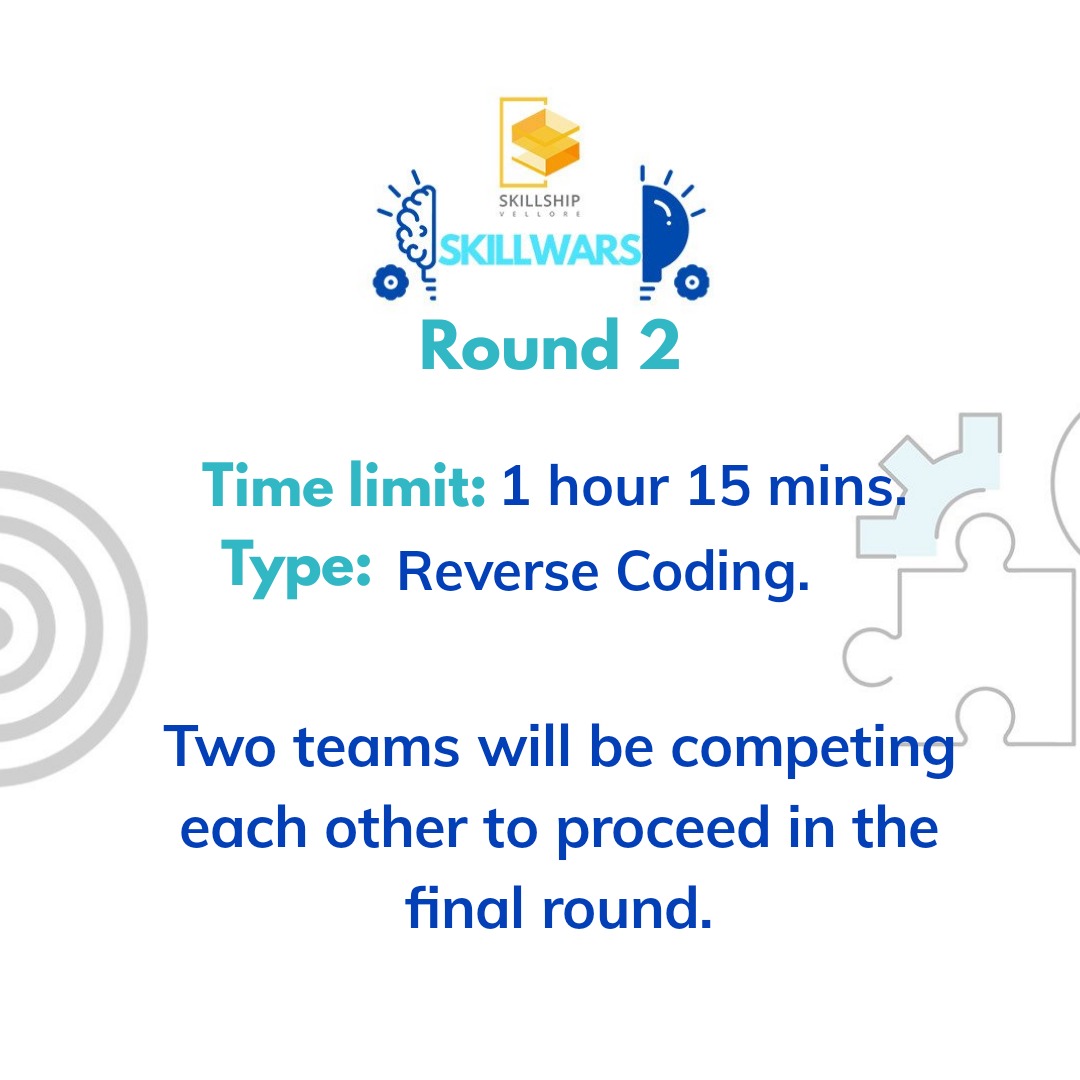 SKILLSHIP
VELLORE
SKILLWARS
Round 2
Time limit: 1 hour 15 mins.
Type: Reverse Coding.
Two teams will be competing
each other to proceed in the
final round.